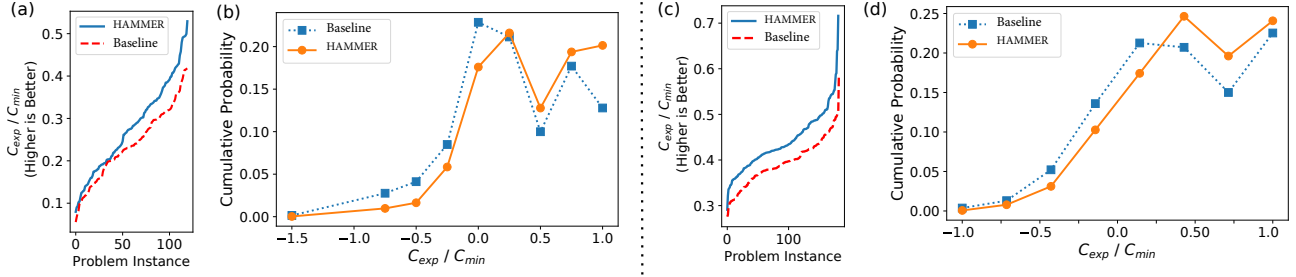 (a)
HAMMER
Baseline
C_exp / C_min
(Higher is Better)
0.5
0.4
0.3
0.2
0.1
0
50
100
Problem Instance
(b)
Baseline
HAMMER
Cumulative Probability
0.20
0.15
0.10
0.05
0.00
−1.5
−1.0
−0.5
0.0
0.5
1.0
C_exp / C_min
(c)
HAMMER
Baseline
C_exp / C_min
(Higher is Better)
0.7
0.6
0.5
0.4
0.3
0
100
Problem Instance
(d)
Baseline
HAMMER
Cumulative Probability
0.25
0.20
0.15
0.10
0.05
0.00
−1.0
−0.5
0.0
0.5
1.0
C_exp / C_min